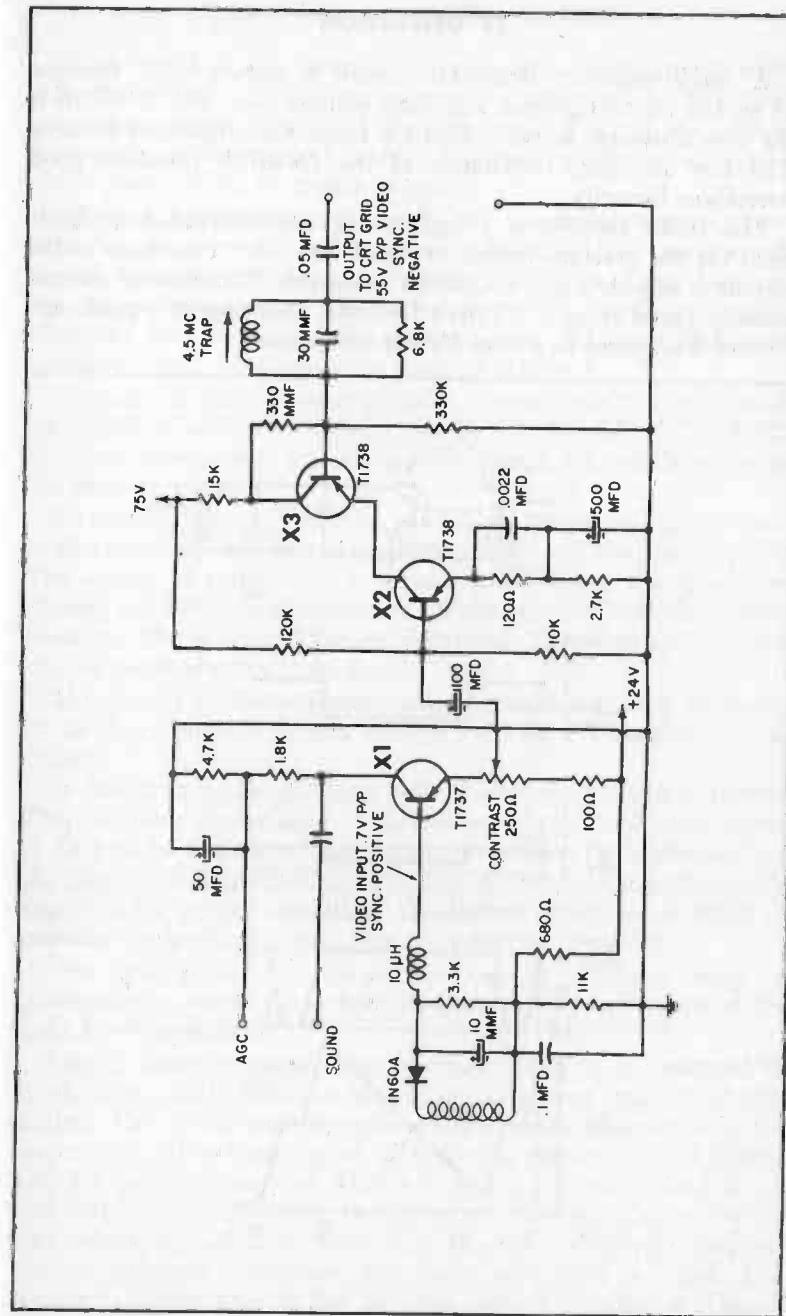 AGC
SOUND
50
MFD
4.7K
1.8K
X1
TI737
VIDEO INPUT .7V P/P
SYNC. POSITIVE
10 µH
1N60A
3.3K
10
MMF
.1 MFD
680Ω
11K
CONTRAST
250Ω
100Ω
+24V
100
MFD
75V
120K
10K
X2
TI738
120Ω
2.7K
.0022
MFD
500
MFD
15K
X3
TI738
330
MMF
330K
4.5 MC
TRAP
30 MMF
6.8K
.05 MFD
OUTPUT
TO CRT GRID
55V P/P VIDEO
SYNC.
NEGATIVE